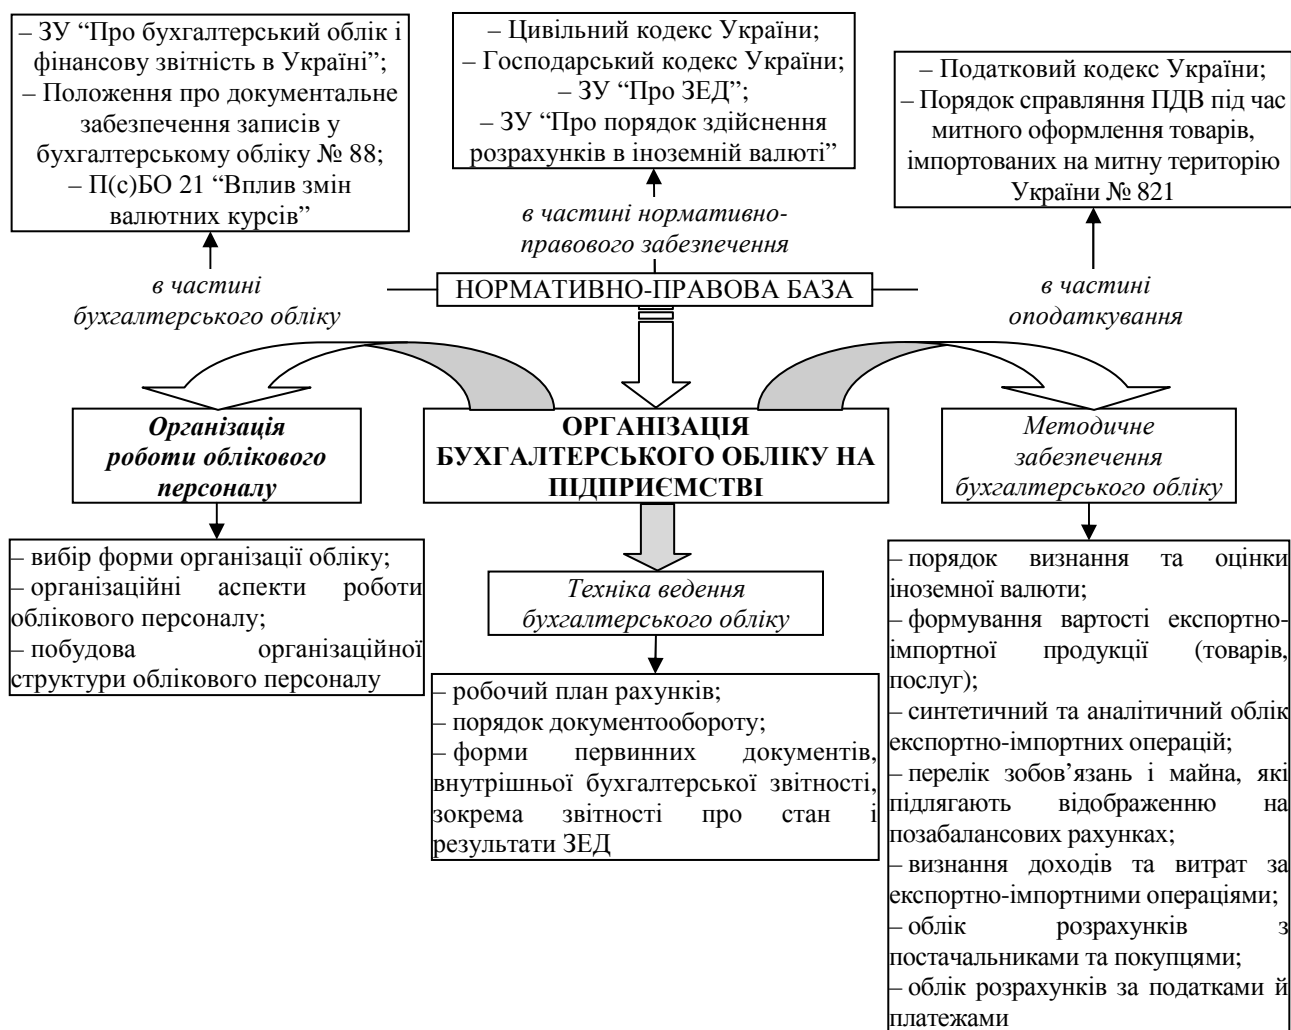 – ЗУ “Про бухгалтерський облік і
фінансову звітність в Україні”;
– Положення про документальне
забезпечення записів у
бухгалтерському обліку № 88;
– П(с)БО 21 “Вплив змін
валютних курсів”
– Цивільний кодекс України;
– Господарський кодекс України;
– ЗУ “Про ЗЕД”;
– ЗУ “Про порядок здійснення
розрахунків в іноземній валюті”
– Податковий кодекс України;
– Порядок справляння ПДВ під час
митного оформлення товарів,
імпортованих на митну територію
України № 821
в частині
бухгалтерського обліку
в частині нормативно-
правового забезпечення
в частині
оподаткування
НОРМАТИВНО-ПРАВОВА БАЗА
Організація
роботи облікового
персоналу
ОРГАНІЗАЦІЯ
БУХГАЛТЕРСЬКОГО ОБЛІКУ НА
ПІДПРИЄМСТВІ
Методичне
забезпечення
бухгалтерського обліку
– вибір форми організації обліку;
– організаційні аспекти роботи
облікового персоналу;
– побудова організаційної
структури облікового персоналу
Техніка ведення
бухгалтерського обліку
– робочий план рахунків;
– порядок документообороту;
– форми первинних документів,
внутрішньої бухгалтерської звітності,
зокрема звітності про стан і
результати ЗЕД
– порядок визнання та оцінки
іноземної валюти;
– формування вартості експортно-
імпортної продукції (товарів,
послуг);
– синтетичний та аналітичний облік
експортно-імпортних операцій;
– перелік зобов’язань і майна, які
підлягають відображенню на
позабалансових рахунках;
– визнання доходів та витрат за
експортно-імпортними операціями;
– облік розрахунків з
постачальниками та покупцями;
– облік розрахунків за податками й
платежами